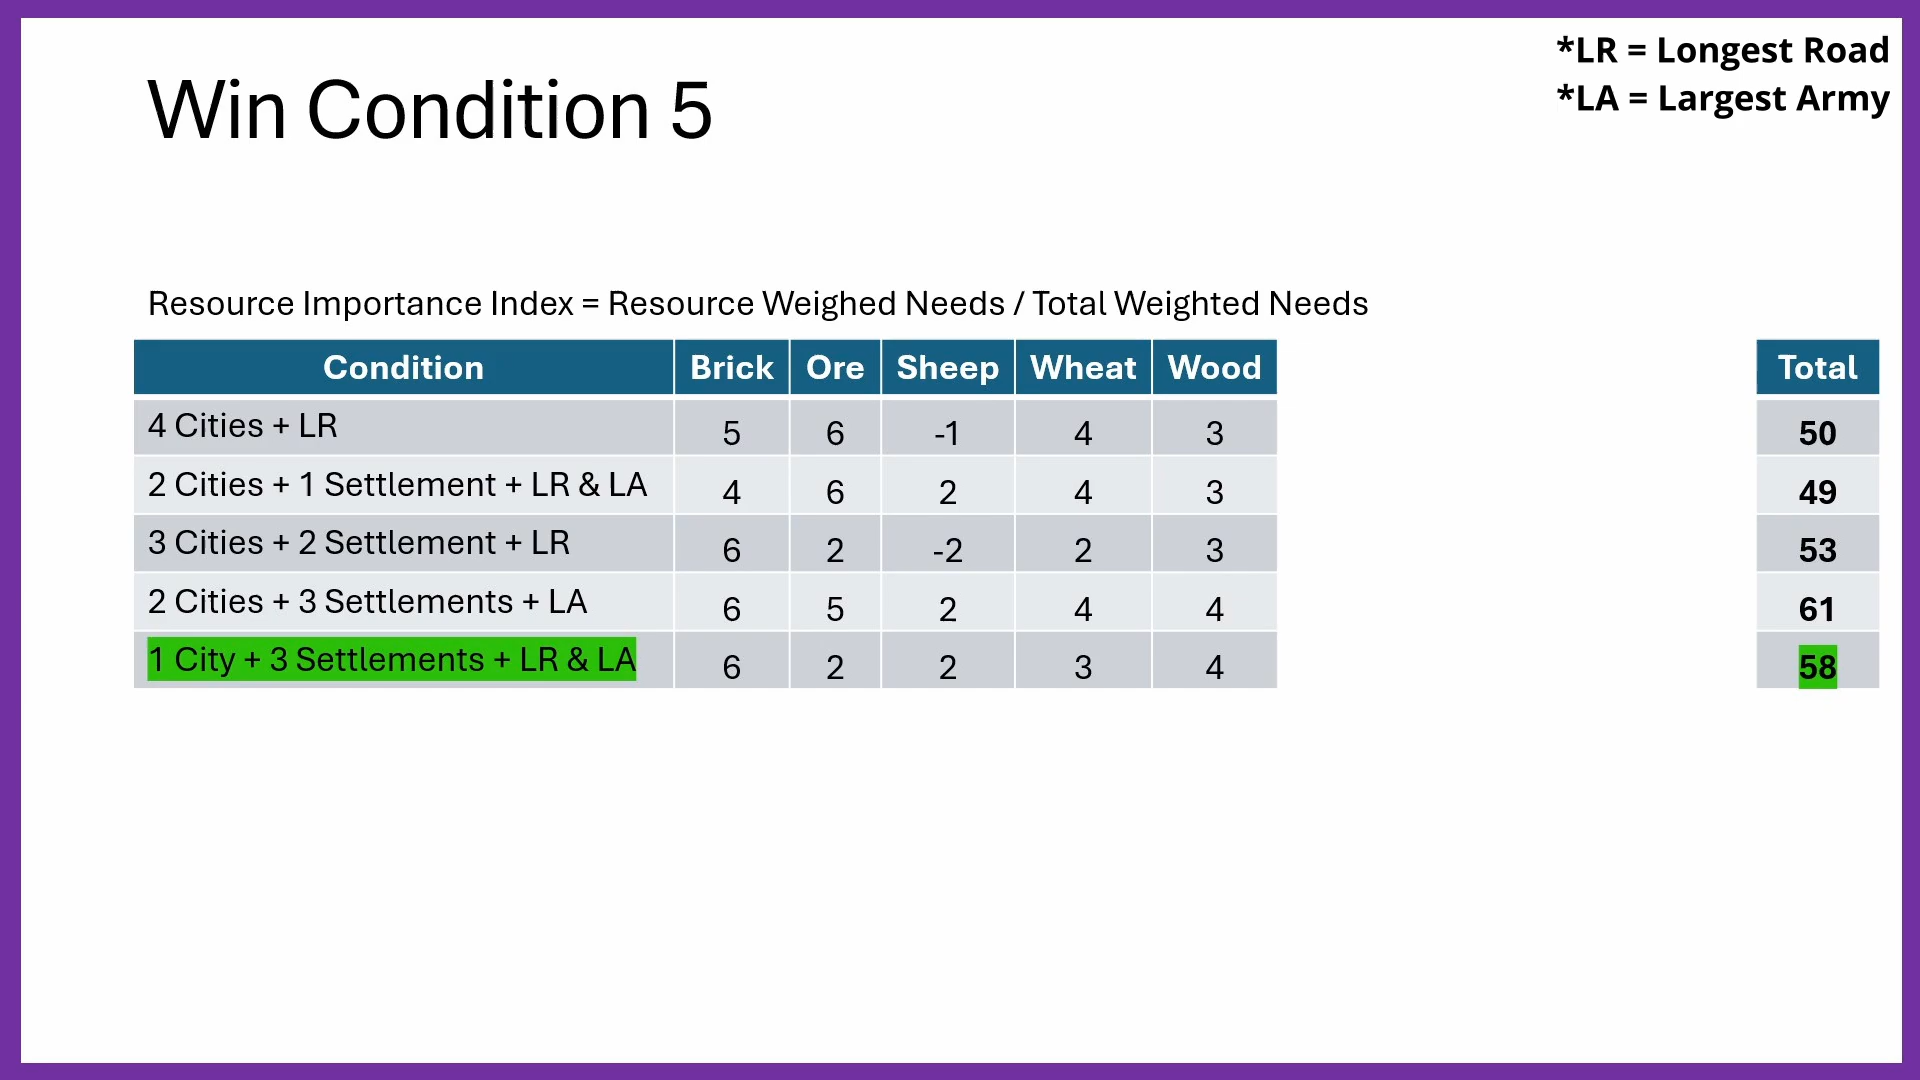 *LR = Longest Road
*LA = Largest Army
Win Condition 5
Resource Importance Index = Resource Weighed Needs / Total Weighted Needs
Condition Brick Ore Sheep Wheat Wood Total
4 Cities + LR 5 6 -1 4 3 50
2 Cities + 1 Settlement + LR & LA 4 6 2 4 3 49
3 Cities + 2 Settlement + LR 6 2 -2 2 3 53
2 Cities + 3 Settlements + LA 6 5 2 4 4 61
1 City + 3 Settlements + LR & LA 6 2 2 3 4 58